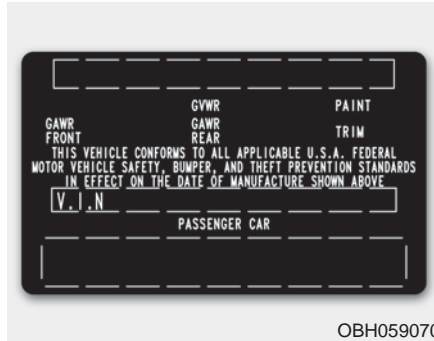 GVWR PAINT
GAWR FRONT GAWR REAR TRIM
THIS VEHICLE CONFORMS TO ALL APPLICABLE U.S.A. FEDERAL
MOTOR VEHICLE SAFETY, BUMPER, AND THEFT PREVENTION STANDARDS
IN EFFECT ON THE DATE OF MANUFACTURE SHOWN ABOVE
V.I.N
PASSENGER CAR
OBH059070